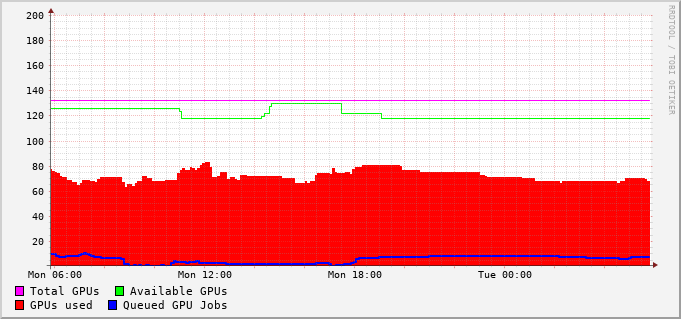 200
180
160
140
120
100
80
60
40
20
Mon 06:00 Mon 12:00 Mon 18:00 Tue 00:00
Total GPUs Available GPUs
GPUs used Queued GPU Jobs
RRDTOOL / TOBI OETIKER